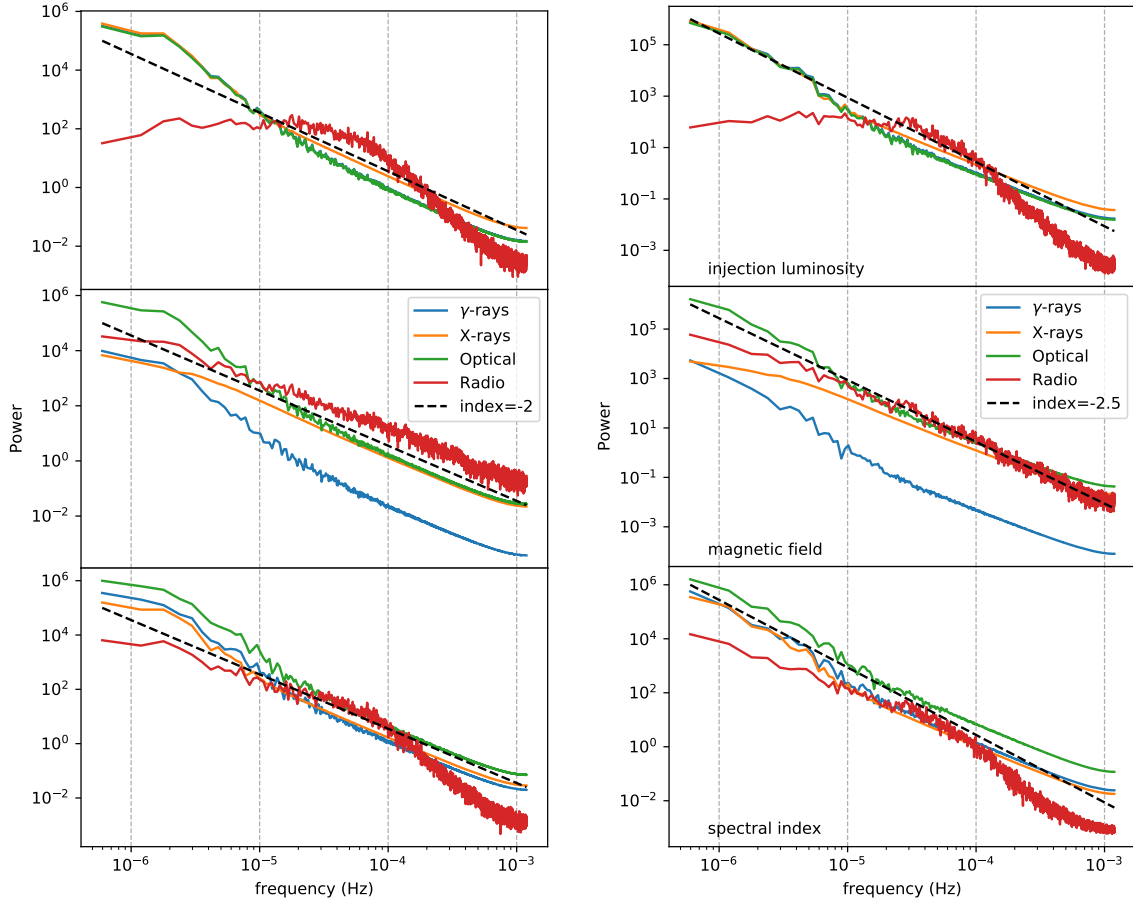 10^6
10^4
10^2
10^0
10^−2
10^5
10^3
10^1
10^−1
10^−3
injection luminosity
Power
10^6
10^4
10^2
10^0
10^−2
γ-rays
X-rays
Optical
Radio
index=-2
Power
10^5
10^3
10^1
10^−1
10^−3
γ-rays
X-rays
Optical
Radio
index=-2.5
magnetic field
10^6
10^4
10^2
10^0
10^−2
10^−6
10^−5
10^−4
10^−3
frequency (Hz)
10^6
10^4
10^2
10^0
10^−2
spectral index
10^−6
10^−5
10^−4
10^−3
frequency (Hz)